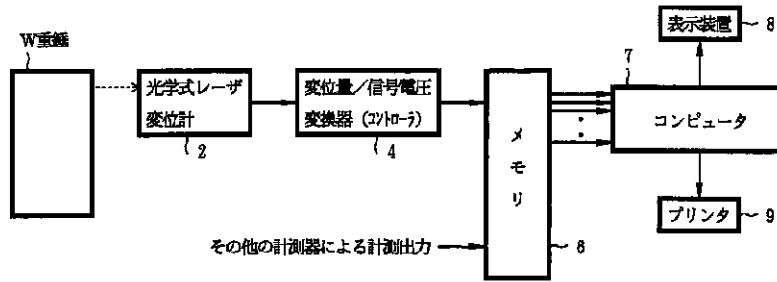 W重錘
光学式レーザ
変位計
2
変位量／信号電圧
変換器（コントローラ）
4
メモリ
6
その他の計測器による計測出力
7
コンピュータ
表示装置
8
プリンタ
9